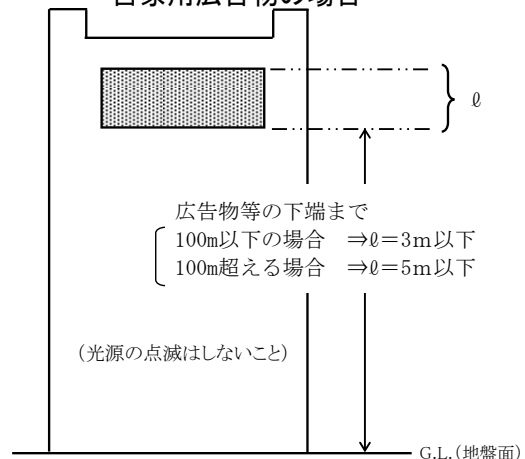 自家用広告物の場合
ℓ
広告物等の下端まで
100m以下の場合　⇒ℓ＝3ｍ以下
100m超える場合　⇒ℓ＝5ｍ以下
(光源の点滅はしないこと)
G.L.(地盤面)